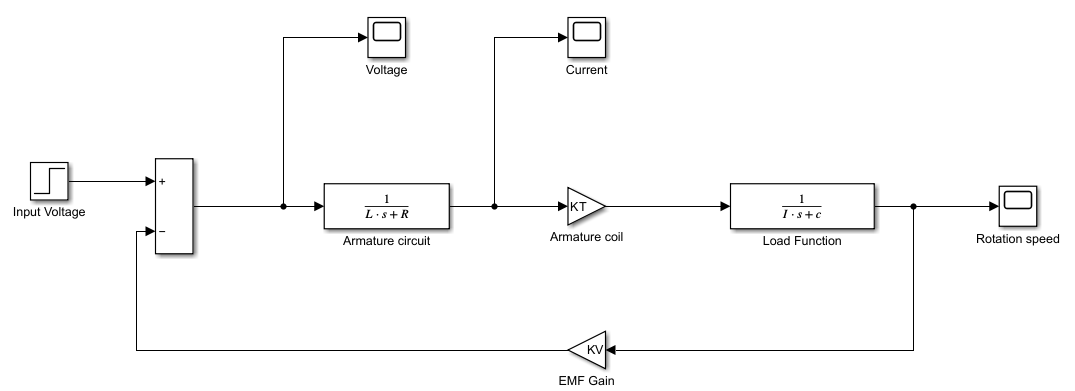 Voltage
Current
Input Voltage
+
−
1
L · s + R
Armature circuit
KT
Armature coil
1
I · s + c
Load Function
Rotation speed
KV
EMF Gain